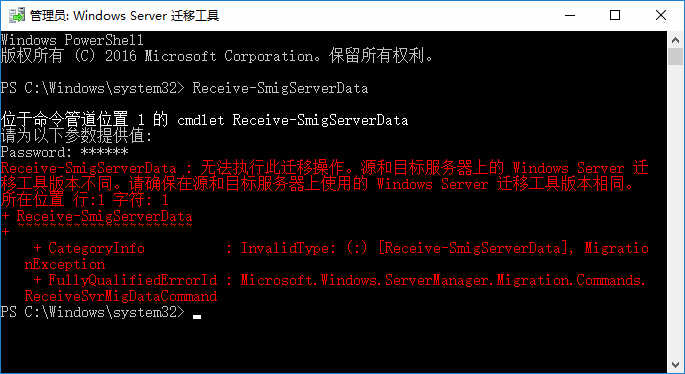 管理员: Windows Server 迁移工具
Windows PowerShell
版权所有 (C) 2016 Microsoft Corporation。保留所有权利。
PS C:\Windows\system32> Receive-SmigServerData
位于命令管道位置 1 的 cmdlet Receive-SmigServerData
请为以下参数提供值:
Password: ******
Receive-SmigServerData : 无法执行此迁移操作。源和目标服务器上的 Windows Server 迁
移工具版本不同。请确保在源和目标服务器上使用的 Windows Server 迁移工具版本相同。
所在位置 行:1 字符: 1
+ Receive-SmigServerData
+ ~~~~~~~~~~~~~~~~~~~~~~
    + CategoryInfo          : InvalidType: (:) [Receive-SmigServerData], Migratio
   nException
    + FullyQualifiedErrorId : Microsoft.Windows.ServerManager.Migration.Commands.
   ReceiveSvrMigDataCommand
PS C:\Windows\system32>